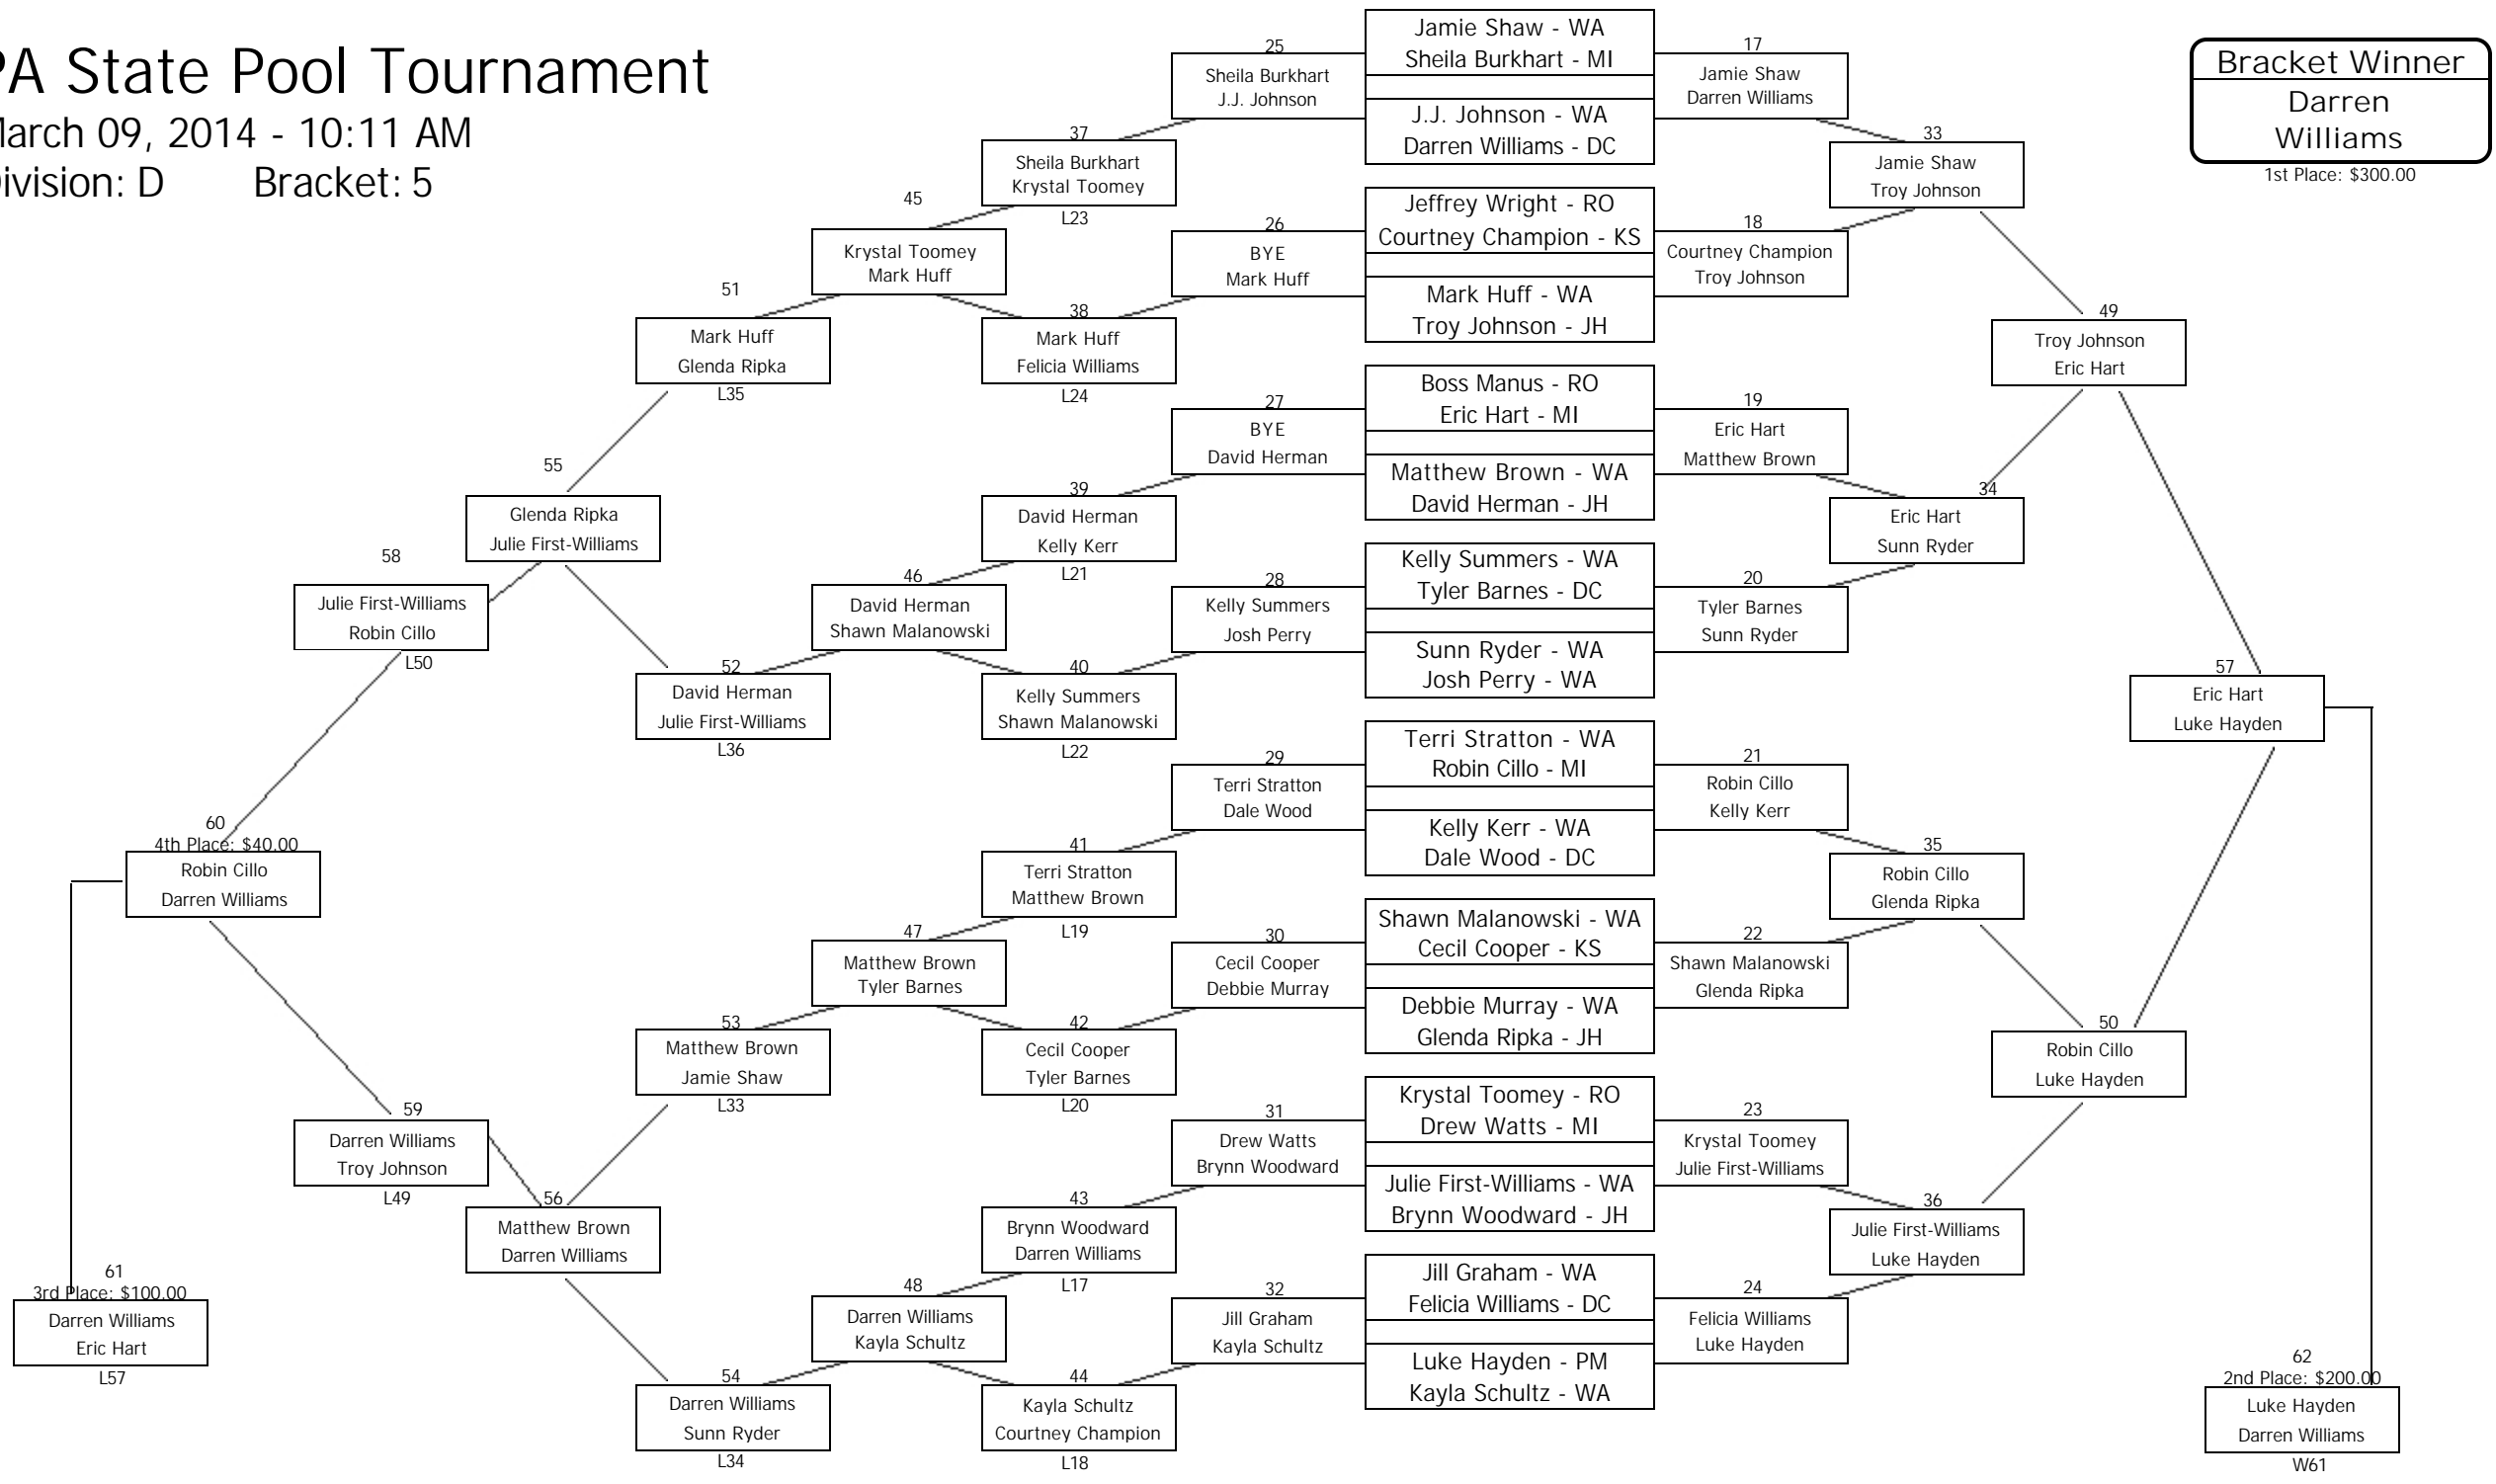 PA State Pool Tournament
March 09, 2014 - 10:11 AM
Division: D Bracket: 5
Bracket Winner
Darren
Williams
1st Place: $300.00
61
3rd Place: $100.00
Darren Williams
Eric Hart
L57
60
4th Place: $40.00
Robin Cillo
Darren Williams
58
Julie First-Williams
Robin Cillo
L50
59
Darren Williams
Troy Johnson
L49
55
Glenda Ripka
Julie First-Williams
56
Matthew Brown
Darren Williams
51
Mark Huff
Glenda Ripka
L35
52
David Herman
Julie First-Williams
L36
53
Matthew Brown
Jamie Shaw
L33
54
Darren Williams
Sunn Ryder
L34
45
Krystal Toomey
Mark Huff
46
David Herman
Shawn Malanowski
47
Matthew Brown
Tyler Barnes
48
Darren Williams
Kayla Schultz
37
Sheila Burkhart
Krystal Toomey
L23
38
Mark Huff
Felicia Williams
L24
39
David Herman
Kelly Kerr
L21
40
Kelly Summers
Shawn Malanowski
L22
41
Terri Stratton
Matthew Brown
L19
42
Cecil Cooper
Tyler Barnes
L20
43
Brynn Woodward
Darren Williams
L17
44
Kayla Schultz
Courtney Champion
L18
25
Sheila Burkhart
J.J. Johnson
26
BYE
Mark Huff
27
BYE
David Herman
28
Kelly Summers
Josh Perry
29
Terri Stratton
Dale Wood
30
Cecil Cooper
Debbie Murray
31
Drew Watts
Brynn Woodward
32
Jill Graham
Kayla Schultz
Jamie Shaw - WA
Sheila Burkhart - MI
J.J. Johnson - WA
Darren Williams - DC
Jeffrey Wright - RO
Courtney Champion - KS
Mark Huff - WA
Troy Johnson - JH
Boss Manus - RO
Eric Hart - MI
Matthew Brown - WA
David Herman - JH
Kelly Summers - WA
Tyler Barnes - DC
Sunn Ryder - WA
Josh Perry - WA
Terri Stratton - WA
Robin Cillo - MI
Kelly Kerr - WA
Dale Wood - DC
Shawn Malanowski - WA
Cecil Cooper - KS
Debbie Murray - WA
Glenda Ripka - JH
Krystal Toomey - RO
Drew Watts - MI
Julie First-Williams - WA
Brynn Woodward - JH
Jill Graham - WA
Felicia Williams - DC
Luke Hayden - PM
Kayla Schultz - WA
17
Jamie Shaw
Darren Williams
18
Courtney Champion
Troy Johnson
19
Eric Hart
Matthew Brown
20
Tyler Barnes
Sunn Ryder
21
Robin Cillo
Kelly Kerr
22
Shawn Malanowski
Glenda Ripka
23
Krystal Toomey
Julie First-Williams
24
Felicia Williams
Luke Hayden
33
Jamie Shaw
Troy Johnson
34
Eric Hart
Sunn Ryder
35
Robin Cillo
Glenda Ripka
36
Julie First-Williams
Luke Hayden
49
Troy Johnson
Eric Hart
50
Robin Cillo
Luke Hayden
57
Eric Hart
Luke Hayden
62
2nd Place: $200.00
Luke Hayden
Darren Williams
W61